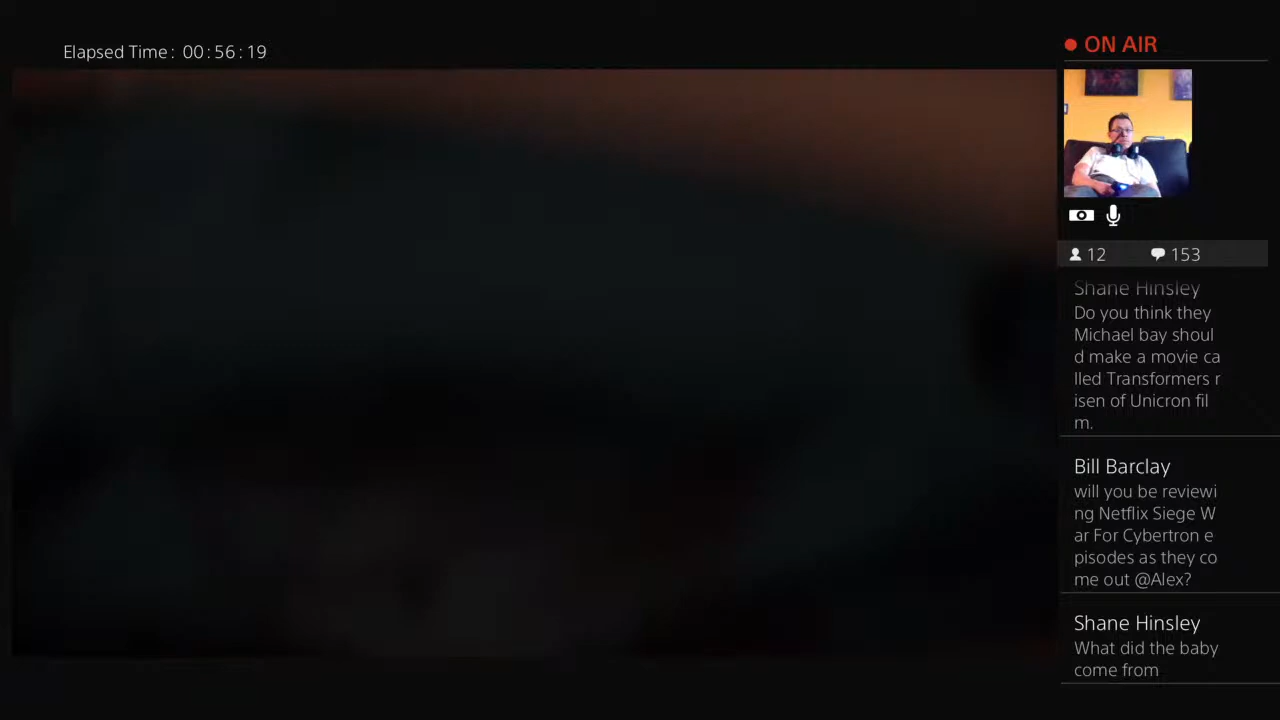 Elapsed Time: 00:56:19
ON AIR
12 153
Shane Hinsley
Do you think they
Michael bay shoul
d make a movie ca
lled Transformers r
isen of Unicron fil
m.
Bill Barclay
will you be reviewi
ng Netflix Siege W
ar For Cybertron e
pisodes as they co
me out @Alex?
Shane Hinsley
What did the baby
come from